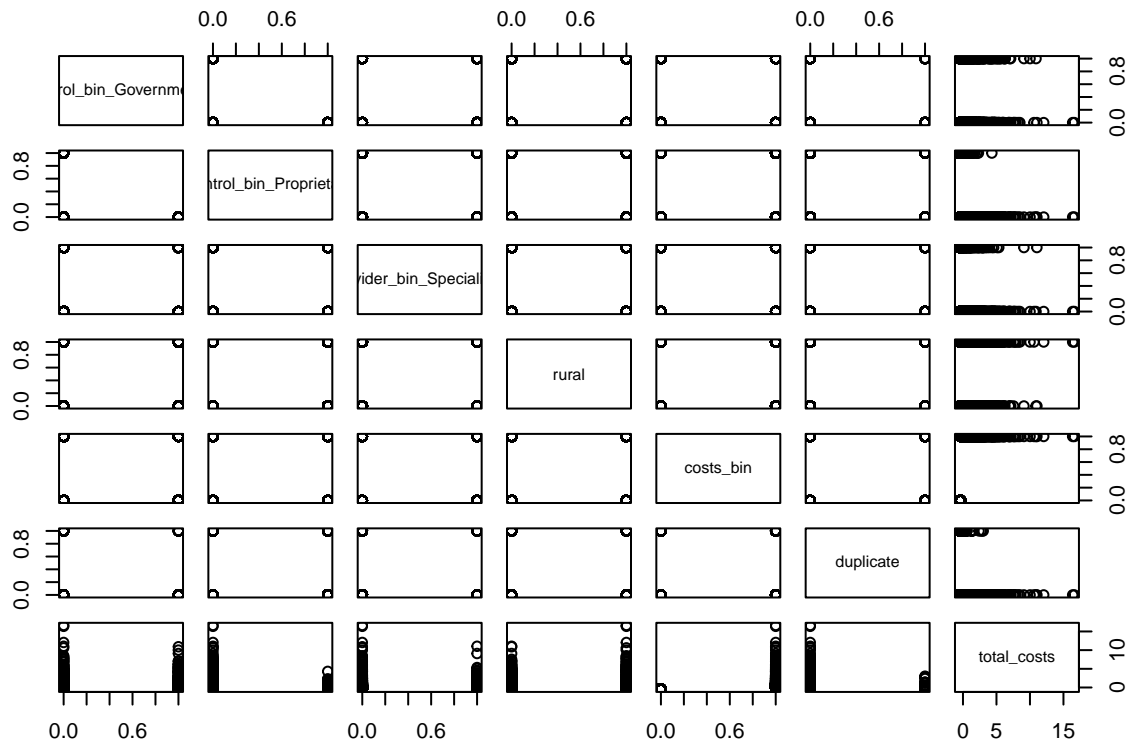 0.0 0.6 0.0 0.6 0.0 0.6
rol_bin_Governme
0.0 0.8
0.0 0.8
ntrol_bin_Propriet
vider_bin_Speciali
0.0 0.8
0.0 0.8
rural
costs_bin
0.0 0.8
0.0 0.8
duplicate
total_costs
0 10
0.0 0.6 0.0 0.6 0.0 0.6 0 5 15